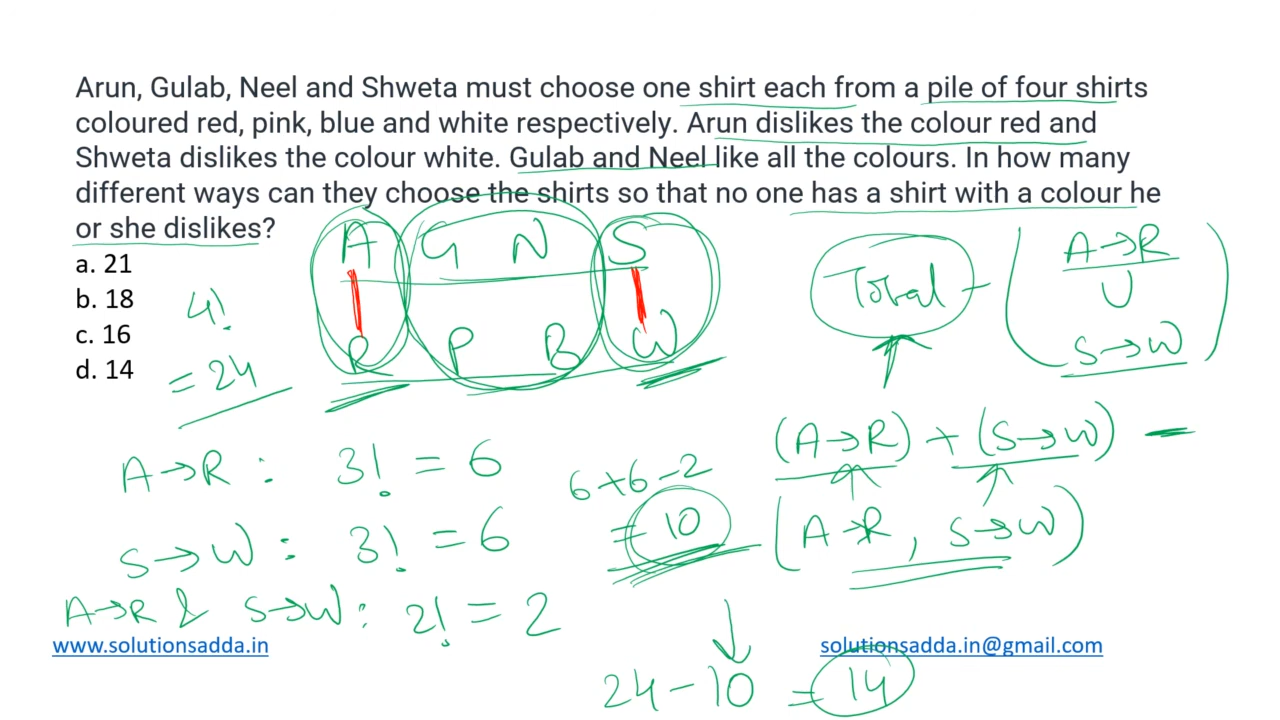 Arun, Gulab, Neel and Shweta must choose one shirt each from a pile of four shirts
coloured red, pink, blue and white respectively. Arun dislikes the colour red and
Shweta dislikes the colour white. Gulab and Neel like all the colours. In how many
different ways can they choose the shirts so that no one has a shirt with a colour he
or she dislikes?
a. 21
b. 18
c. 16
d. 14
4!
= 24
A G N S
R P B W
Total - (A→R ∪ S→W)
(A→R) + (S→W) -
(A→R, S→W)
A→R : 3! = 6
S→W : 3! = 6
A→R & S→W : 2! = 2
6+6-2
= 10
24-10 = 14
www.solutionsadda.in
solutionsadda.in@gmail.com